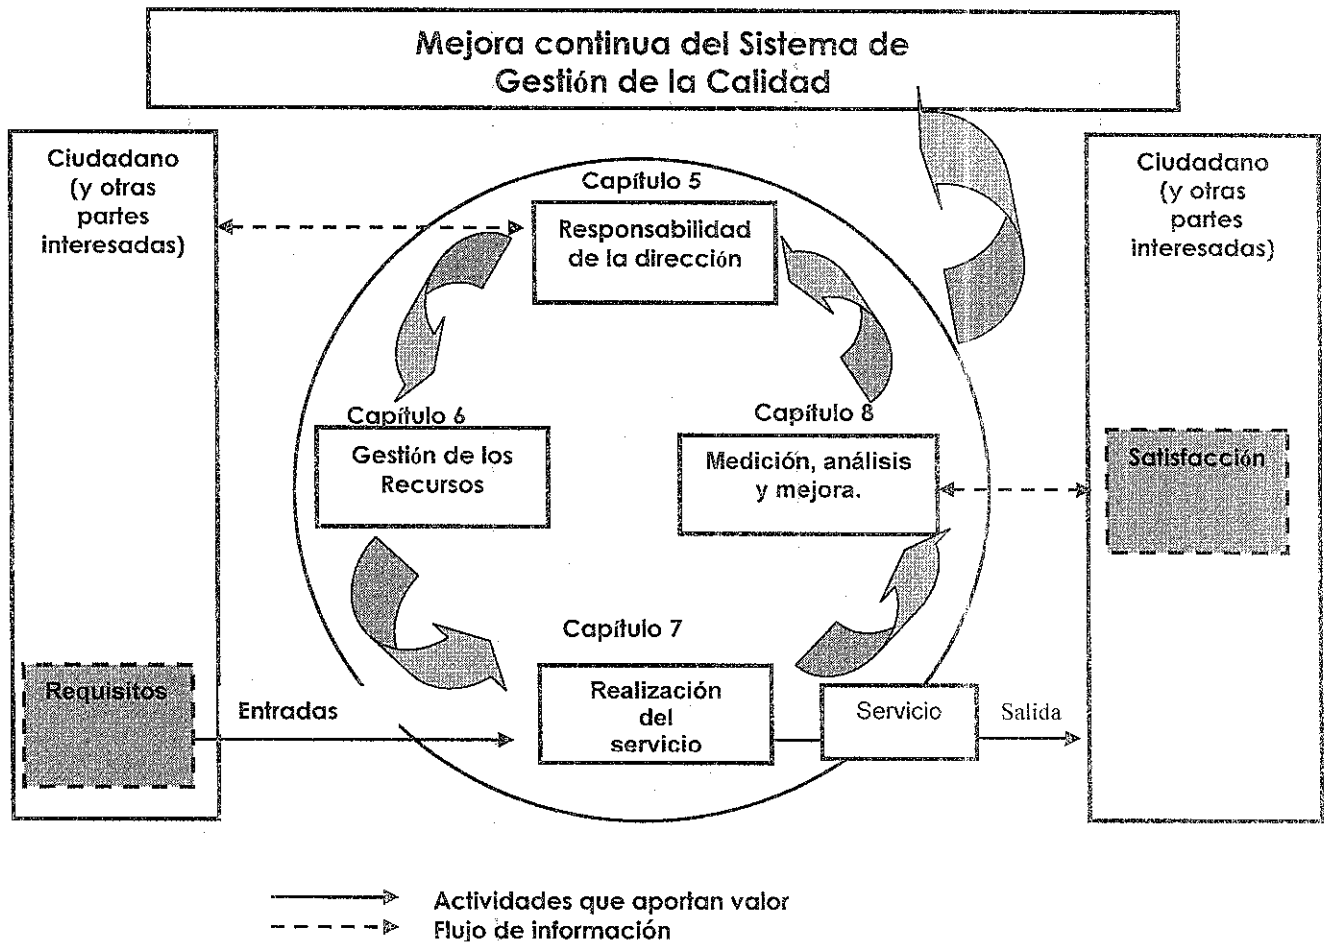 Mejora continua del Sistema de
Gestión de la Calidad
Ciudadano
(y otras
partes
interesadas)
Capítulo 5
Responsabilidad
de la dirección
Ciudadano
(y otras
partes
interesadas)
Capítulo 6
Gestión de los
Recursos
Capítulo 8
Medición, análisis
y mejora.
Satisfacción
Capítulo 7
Requisitos
Entradas
Realización
del
servicio
Servicio
Salida
Actividades que aportan valor
Flujo de información